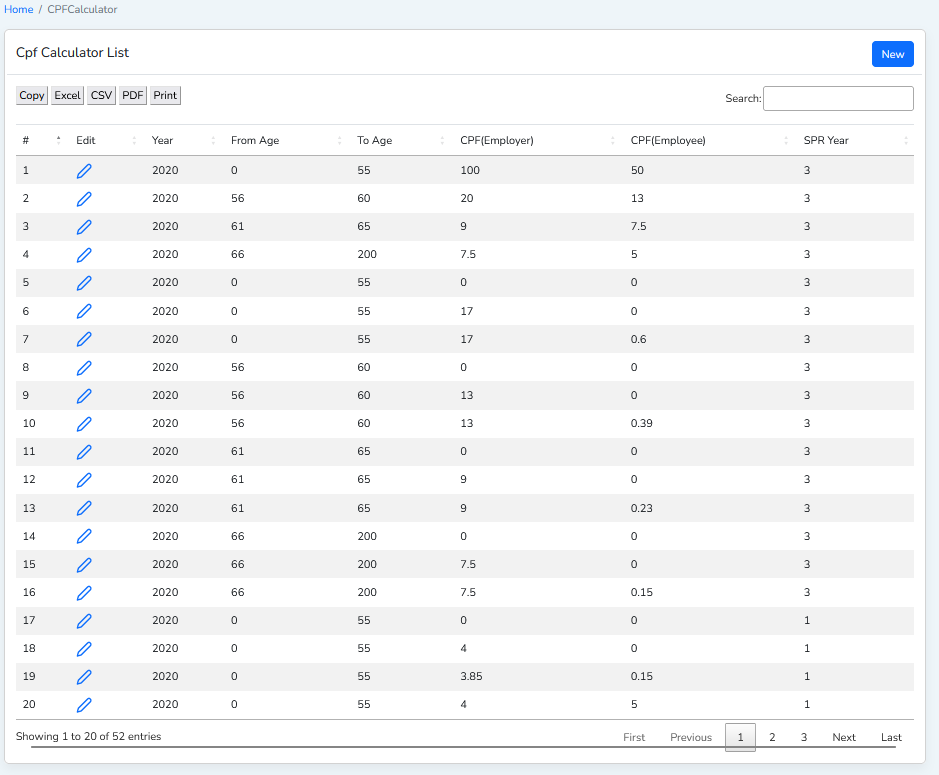 Home / CPFCalculator
Cpf Calculator List
New
Copy Excel CSV PDF Print
Search:
# Edit Year From Age To Age CPF(Employer) CPF(Employee) SPR Year
1 2020 0 55 100 50 3
2 2020 56 60 20 13 3
3 2020 61 65 9 7.5 3
4 2020 66 200 7.5 5 3
5 2020 0 55 0 0 3
6 2020 0 55 17 0 3
7 2020 0 55 17 0.6 3
8 2020 56 60 0 0 3
9 2020 56 60 13 0 3
10 2020 56 60 13 0.39 3
11 2020 61 65 0 0 3
12 2020 61 65 9 0 3
13 2020 61 65 9 0.23 3
14 2020 66 200 0 0 3
15 2020 66 200 7.5 0 3
16 2020 66 200 7.5 0.15 3
17 2020 0 55 0 0 1
18 2020 0 55 4 0 1
19 2020 0 55 3.85 0.15 1
20 2020 0 55 4 5 1
Showing 1 to 20 of 52 entries First Previous 1 2 3 Next Last